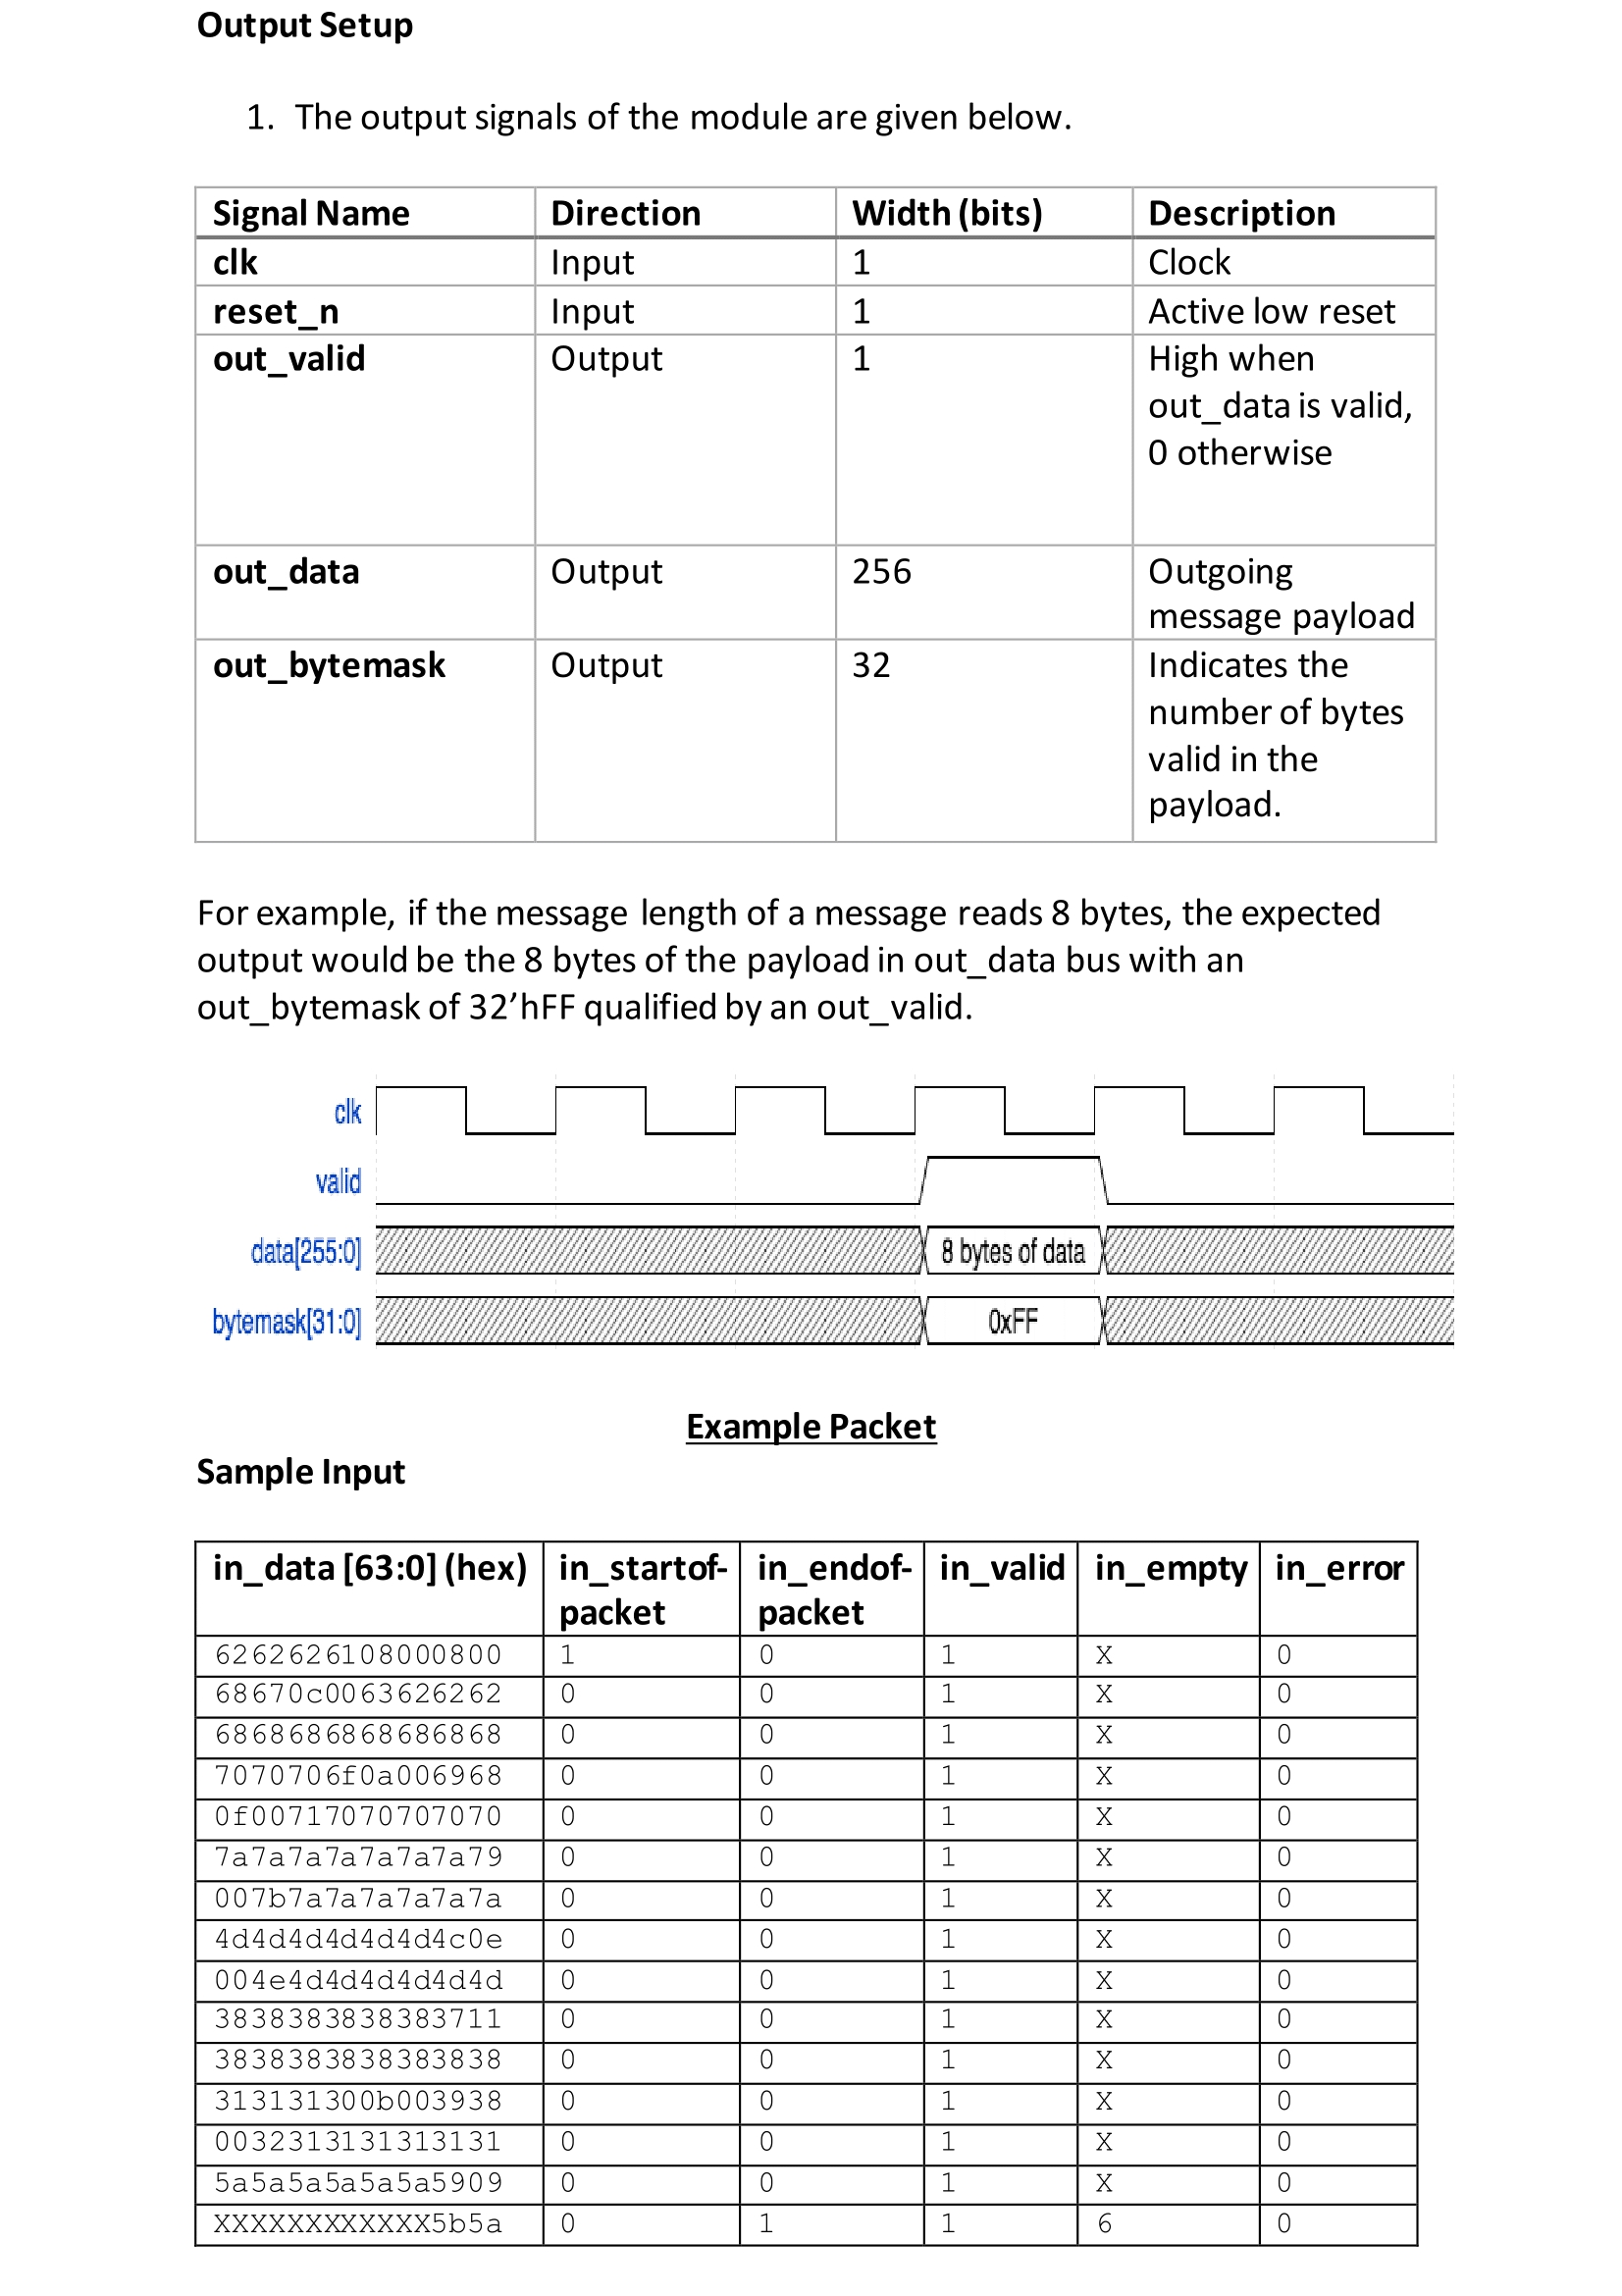 Output Setup
1. The output signals of the module are given below.
Signal Name Direction Width (bits) Description
clk Input 1 Clock
reset_n Input 1 Active low reset
out_valid Output 1 High when
out_data is valid,
0 otherwise
out_data Output 256 Outgoing
message payload
out_bytemask Output 32 Indicates the
number of bytes
valid in the
payload.
For example, if the message length of a message reads 8 bytes, the expected
output would be the 8 bytes of the payload in out_data bus with an
out_bytemask of 32’hFF qualified by an out_valid.
clk
valid
data[255:0] 8 bytes of data
bytemask[31:0] 0xFF
Example Packet
Sample Input
in_data [63:0] (hex) in_startof- in_endof- in_valid in_empty in_error
packet packet
6262626108000800 1 0 1 X 0
68670c0063626262 0 0 1 X 0
6868686868686868 0 0 1 X 0
7070706f0a006968 0 0 1 X 0
0f00717070707070 0 0 1 X 0
7a7a7a7a7a7a7a79 0 0 1 X 0
007b7a7a7a7a7a7a 0 0 1 X 0
4d4d4d4d4d4d4c0e 0 0 1 X 0
004e4d4d4d4d4d4d 0 0 1 X 0
3838383838383711 0 0 1 X 0
3838383838383838 0 0 1 X 0
313131300b003938 0 0 1 X 0
0032313131313131 0 0 1 X 0
5a5a5a5a5a5a5909 0 0 1 X 0
XXXXXXXXXXXX5b5a 0 1 1 6 0